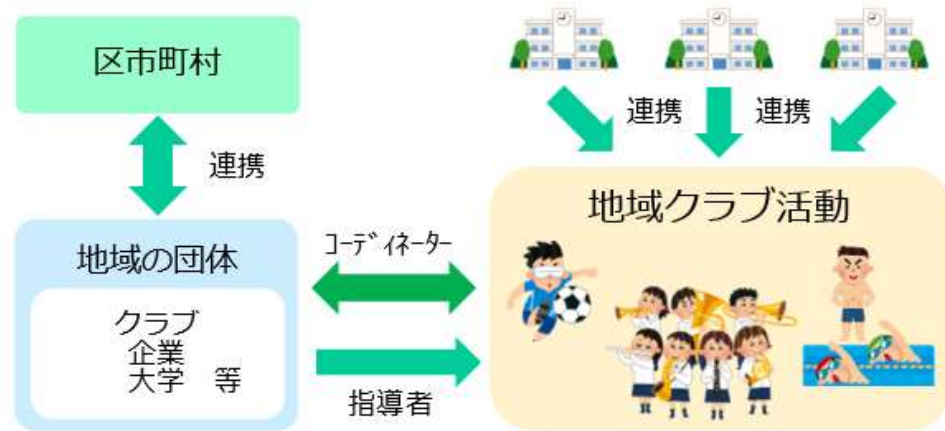 区市町村
連携
連携
連携
地域の団体
クラブ
企業
大学　等
コーディネーター
指導者
地域クラブ活動